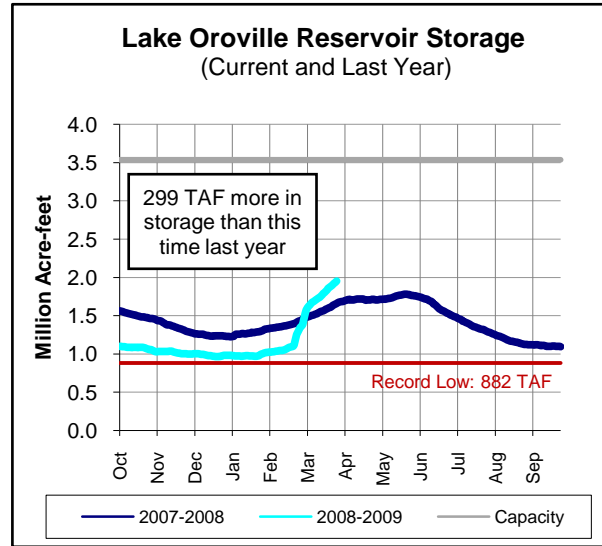 Lake Oroville Reservoir Storage
(Current and Last Year)
Million Acre-feet
4.0
3.5
3.0
2.5
2.0
1.5
1.0
0.5
0.0
299 TAF more in
storage than this
time last year
Record Low: 882 TAF
Oct Nov Dec Jan Feb Mar Apr May Jun Jul Aug Sep
2007-2008 2008-2009 Capacity